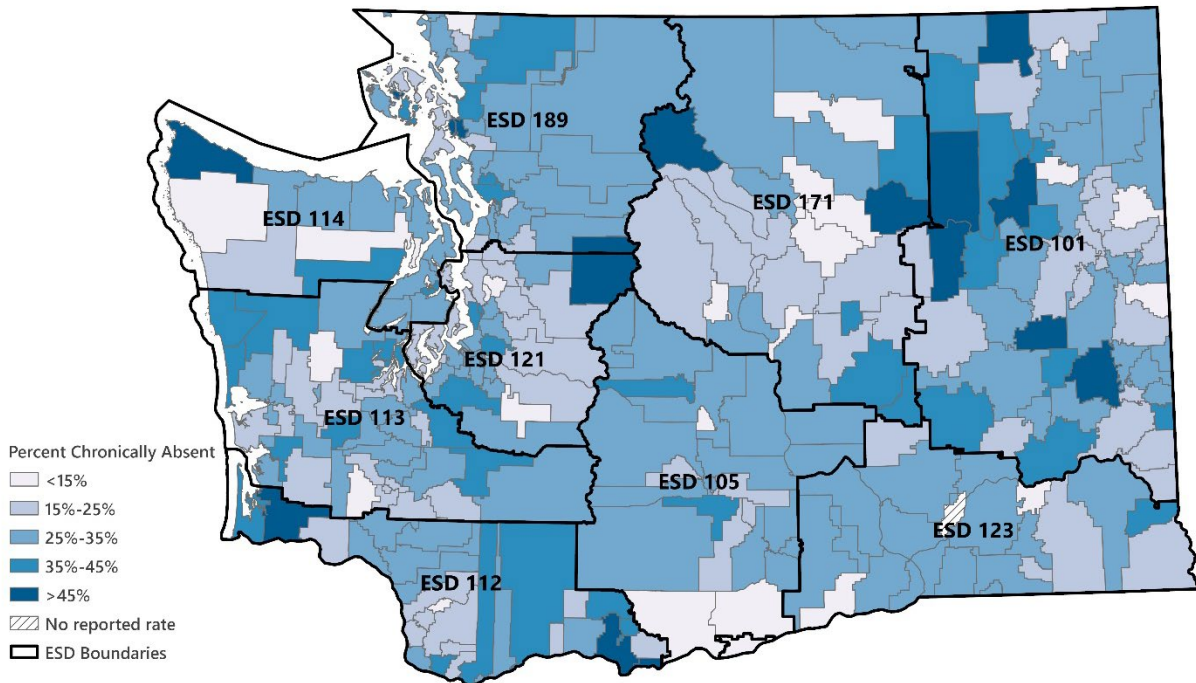 ESD 189
ESD 171
ESD 114
ESD 101
ESD 121
ESD 113
ESD 105
ESD 123
ESD 112
Percent Chronically Absent
<15%
15%-25%
25%-35%
35%-45%
>45%
No reported rate
ESD Boundaries